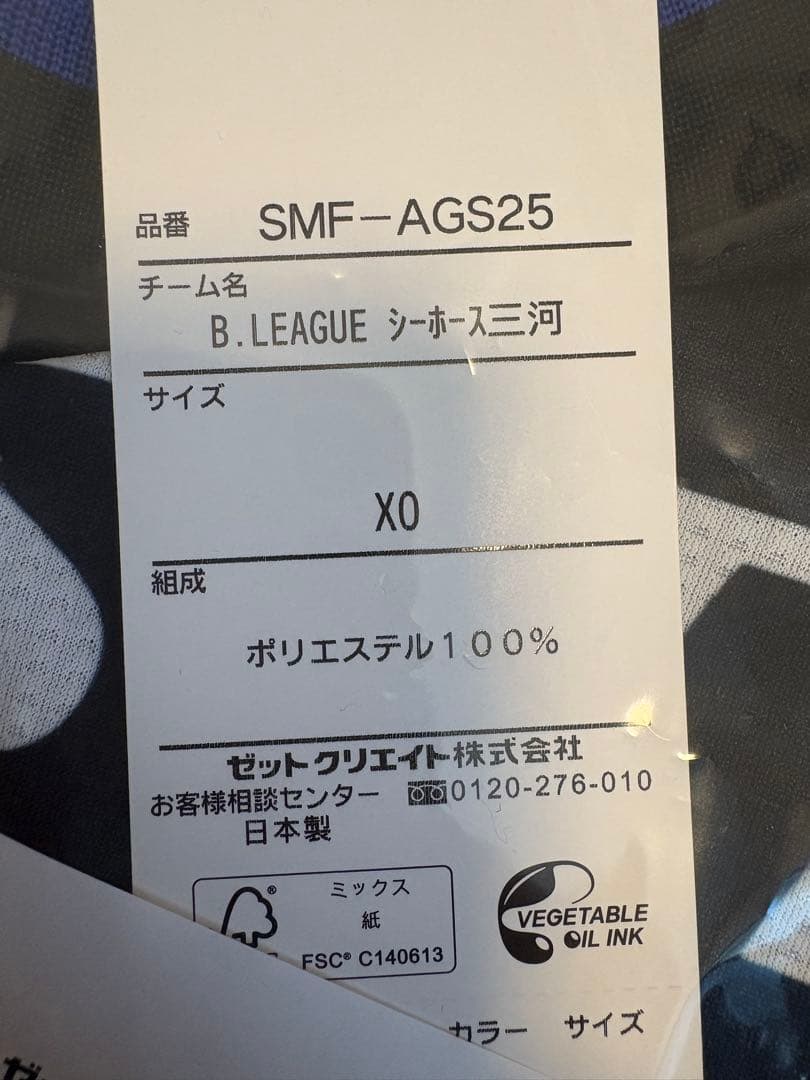 品番 SMF-AGS25
チーム名
B.LEAGUE ｼｰﾎｰｽ三河
サイズ
XO
組成
ポリエステル１００％
ゼットクリエイト株式会社
お客様相談センター 0120-276-010
日本製
ミックス
紙
FSC® C140613
VEGETABLE
OIL INK
カラー サイズ